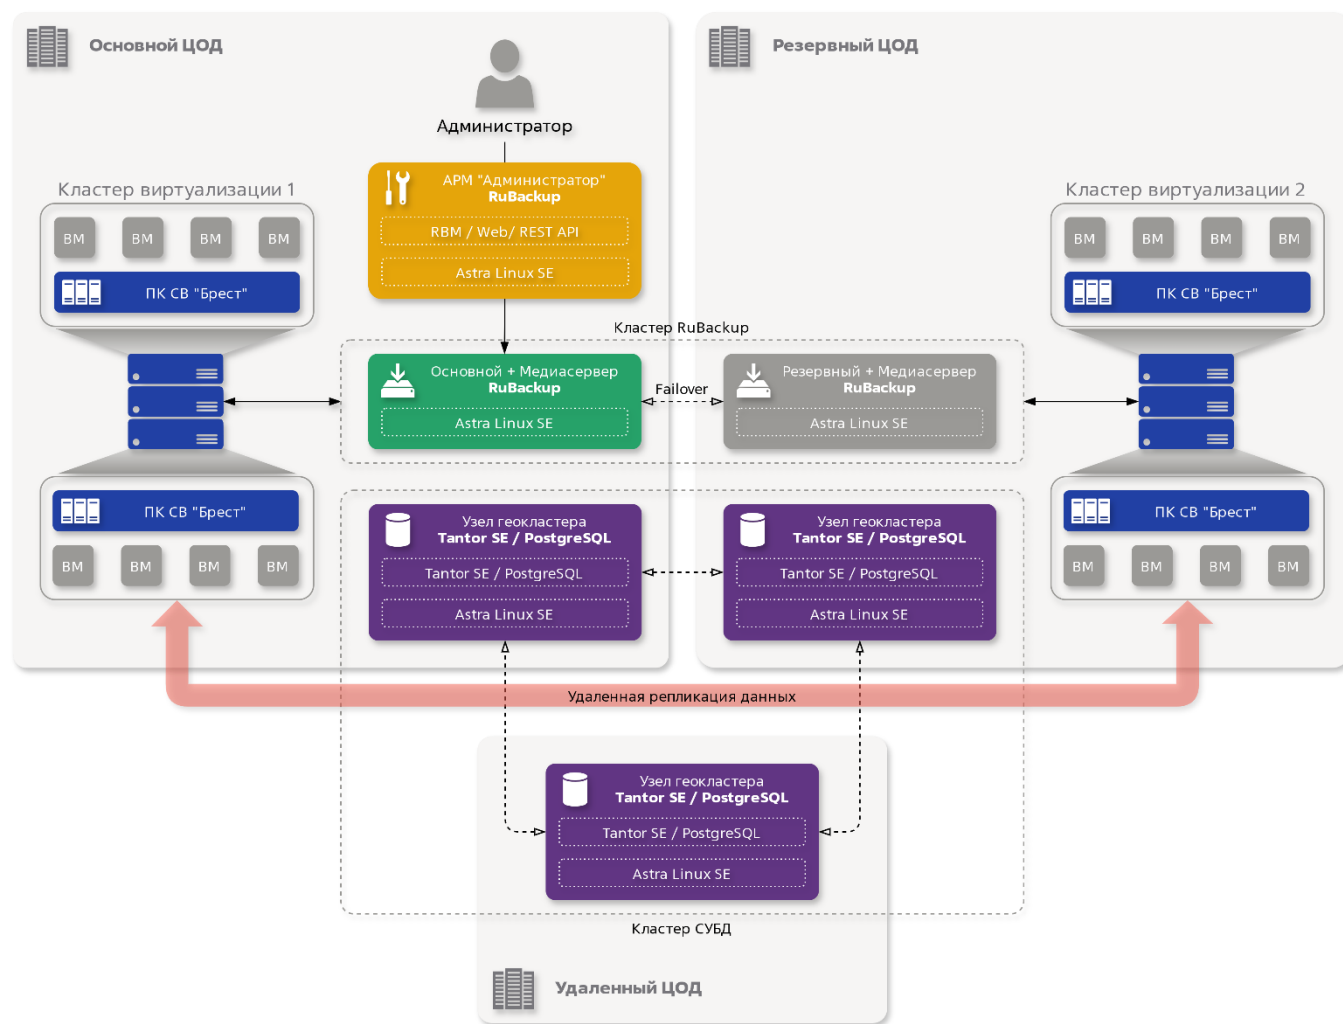 Основной ЦОД
Резервный ЦОД
Администратор
АРМ "Администратор"
RuBackup
RBM / Web/ REST API
Astra Linux SE
Кластер виртуализации 1
ВМ ВМ ВМ ВМ
ПК СВ "Брест"
Кластер виртуализации 2
ВМ ВМ ВМ ВМ
ПК СВ "Брест"
Кластер RuBackup
Основной + Медиасервер
RuBackup
Astra Linux SE
Failover
Резервный + Медиасервер
RuBackup
Astra Linux SE
ПК СВ "Брест"
ВМ ВМ ВМ ВМ
Узел геокластера
Tantor SE / PostgreSQL
Tantor SE / PostgreSQL
Astra Linux SE
Узел геокластера
Tantor SE / PostgreSQL
Tantor SE / PostgreSQL
Astra Linux SE
ПК СВ "Брест"
ВМ ВМ ВМ ВМ
Удаленная репликация данных
Узел геокластера
Tantor SE / PostgreSQL
Tantor SE / PostgreSQL
Astra Linux SE
Кластер СУБД
Удаленный ЦОД